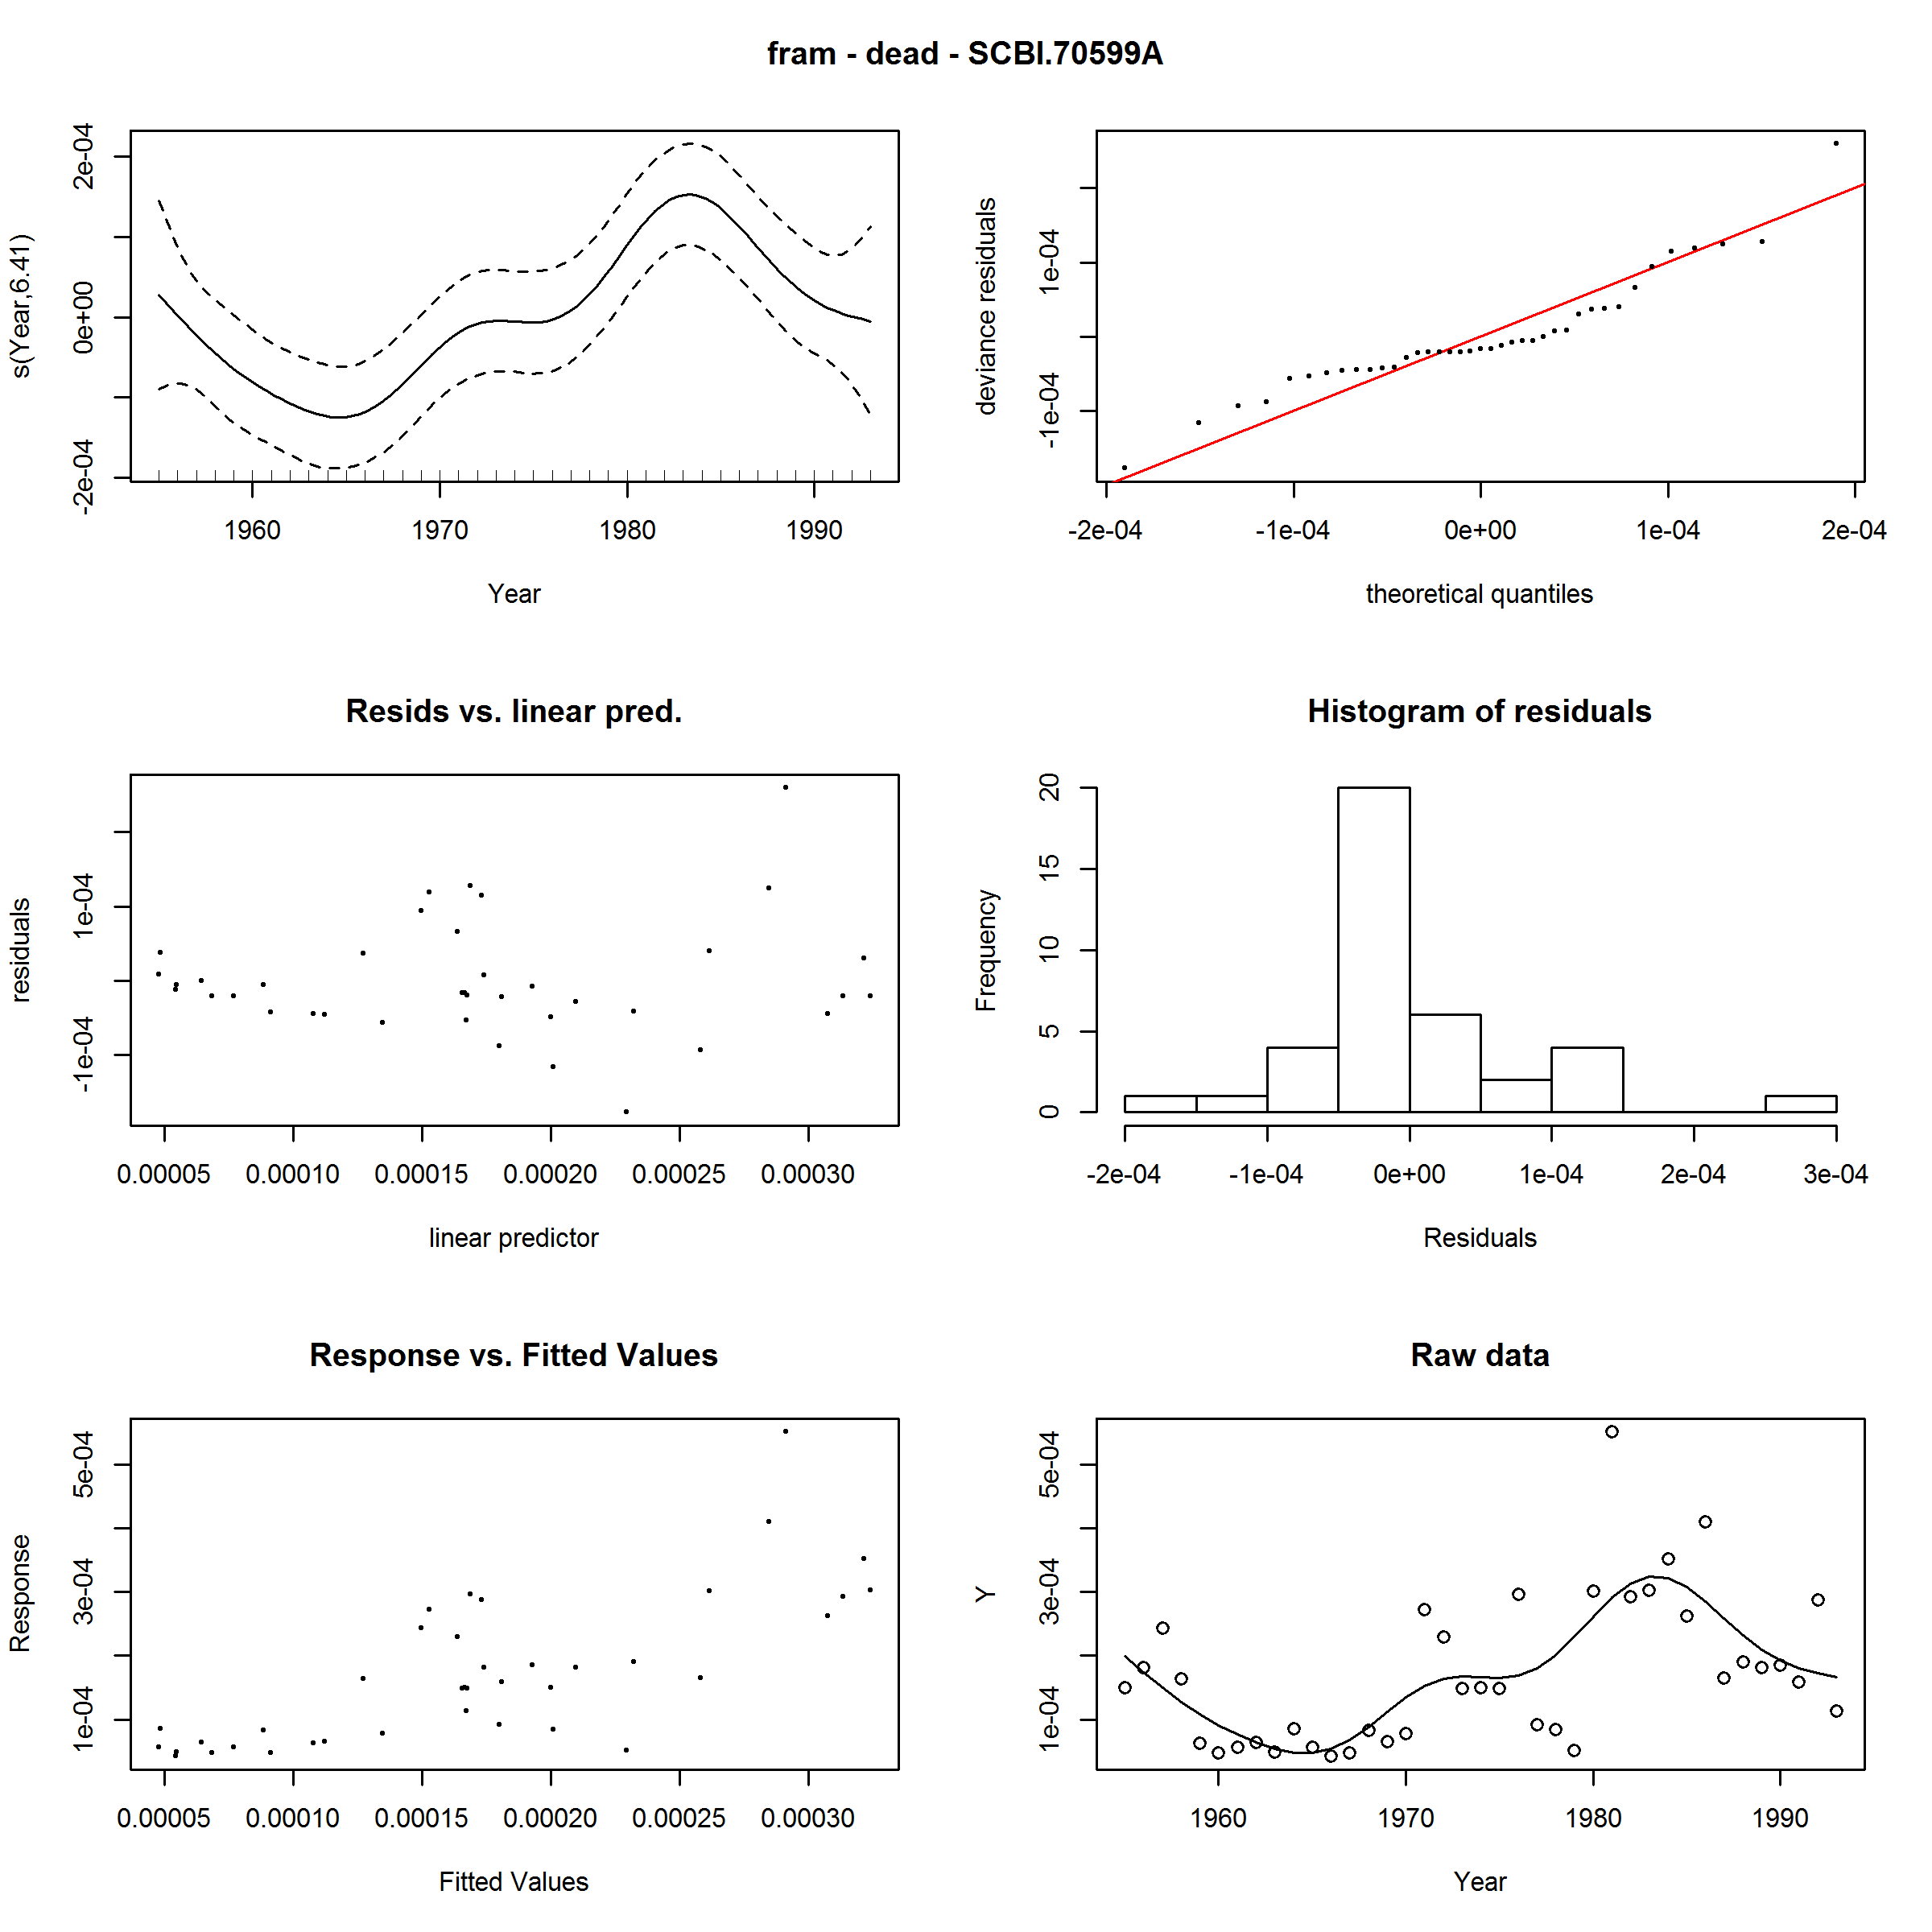 fram - dead - SCBI.70599A
s(Year,6.41)
-2e-04 0e+00 2e-04
1960 1970 1980 1990
Year
deviance residuals
-1e-04 1e-04
-2e-04 -1e-04 0e+00 1e-04 2e-04
theoretical quantiles
Resids vs. linear pred.
residuals
-1e-04 1e-04
0.00005 0.00010 0.00015 0.00020 0.00025 0.00030
linear predictor
Histogram of residuals
Frequency
0 5 10 15 20
-2e-04 -1e-04 0e+00 1e-04 2e-04 3e-04
Residuals
Response vs. Fitted Values
Response
1e-04 3e-04 5e-04
0.00005 0.00010 0.00015 0.00020 0.00025 0.00030
Fitted Values
Raw data
Y
1e-04 3e-04 5e-04
1960 1970 1980 1990
Year